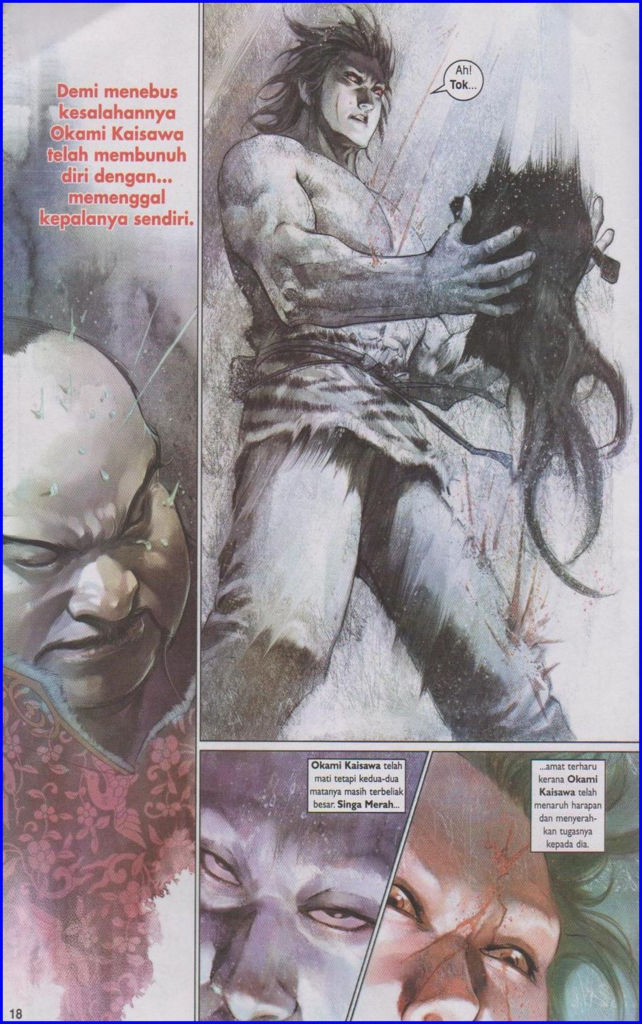 Demi menebus
kesalahannya
Okami Kaisawa
telah membunuh
diri dengan...
memenggal
kepalanya sendiri.
Ah!
Tok...
Okami Kaisawa telah
mati tetapi kedua-dua
matanya masih terbeliak
besar. Singa Merah...
...amat terharu
kerana Okami
Kaisawa telah
menaruh harapan
dan menyerah-
kan tugasnya
kepada dia.
18